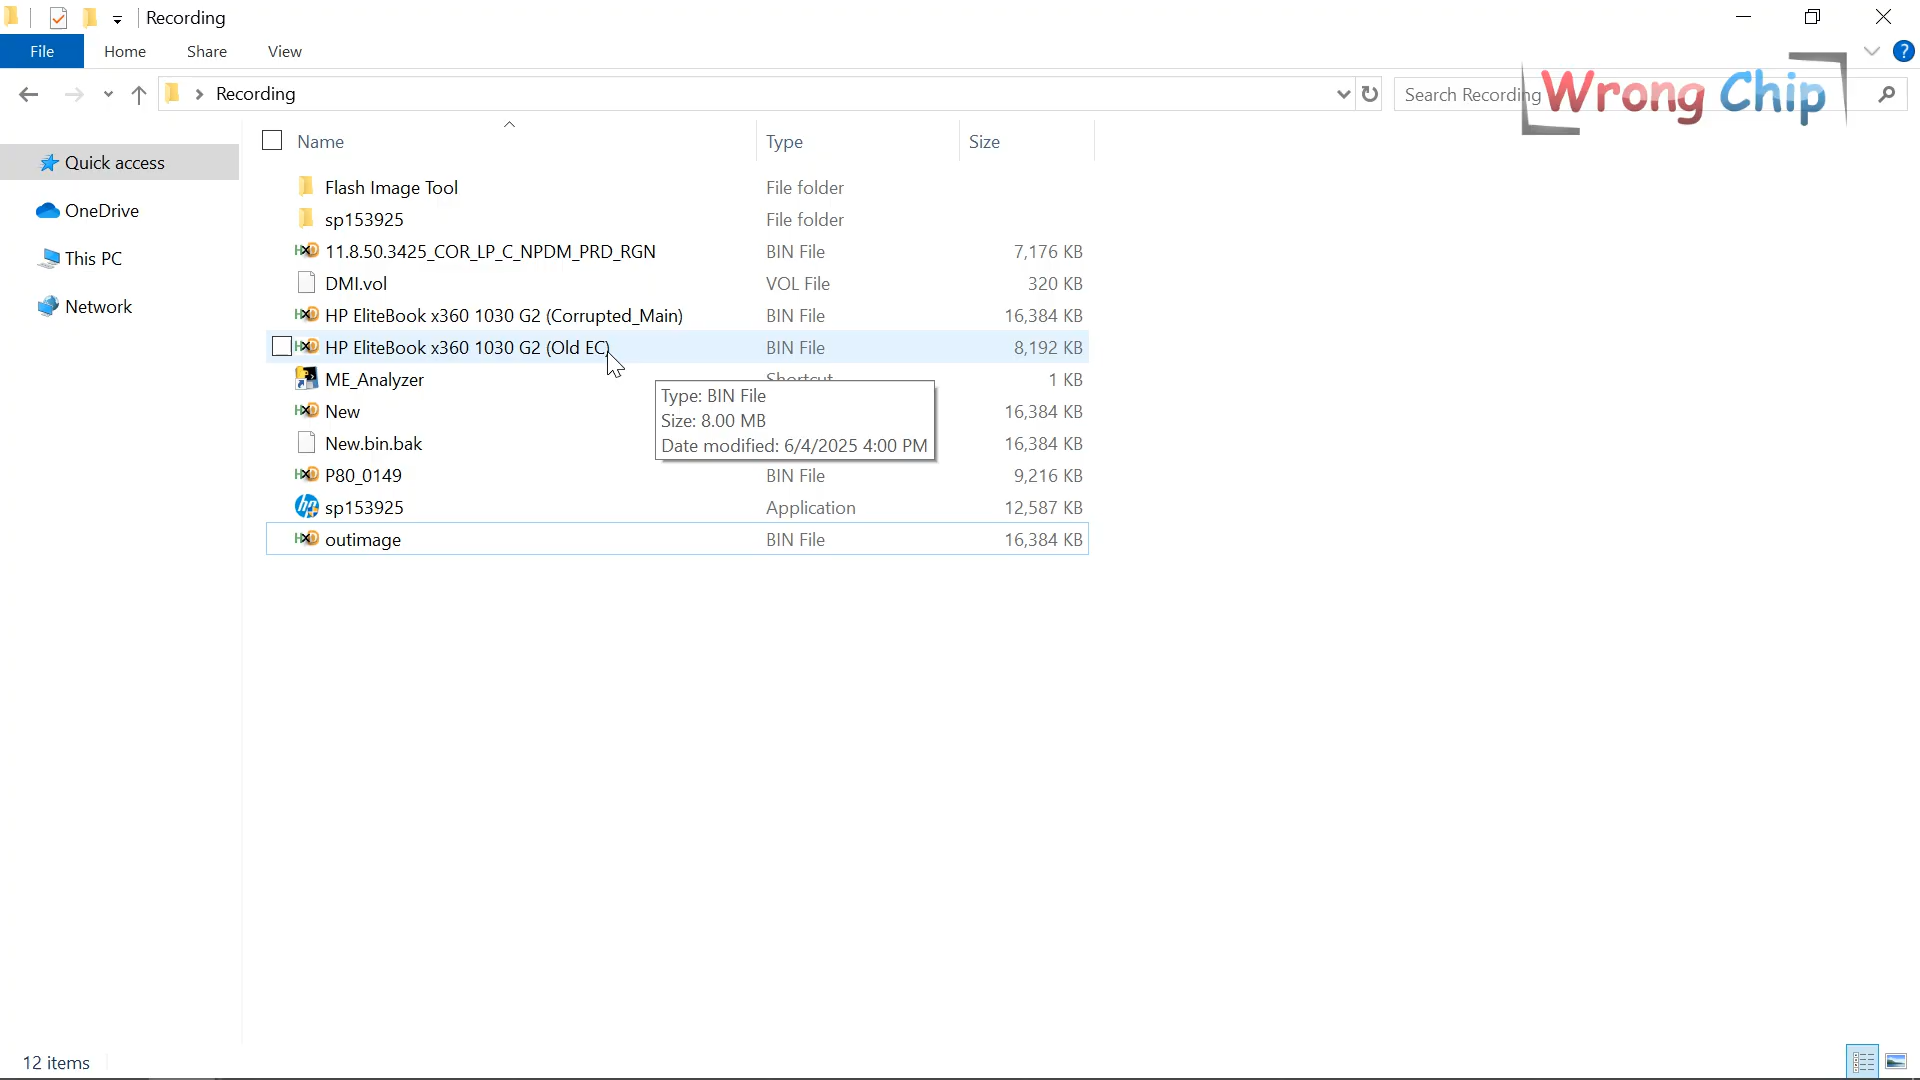 Recording
File Home Share View
Recording
Search Recording
Wrong Chip
Name Type Size
Quick access
OneDrive
This PC
Network
Flash Image Tool File folder
sp153925 File folder
11.8.50.3425_COR_LP_C_NPDM_PRD_RGN BIN File 7,176 KB
DMI.vol VOL File 320 KB
HP EliteBook x360 1030 G2 (Corrupted_Main) BIN File 16,384 KB
HP EliteBook x360 1030 G2 (Old EC) BIN File 8,192 KB
ME_Analyzer Shortcut 1 KB
New 16,384 KB
New.bin.bak 16,384 KB
P80_0149 BIN File 9,216 KB
sp153925 Application 12,587 KB
outimage BIN File 16,384 KB
Type: BIN File
Size: 8.00 MB
Date modified: 6/4/2025 4:00 PM
12 items